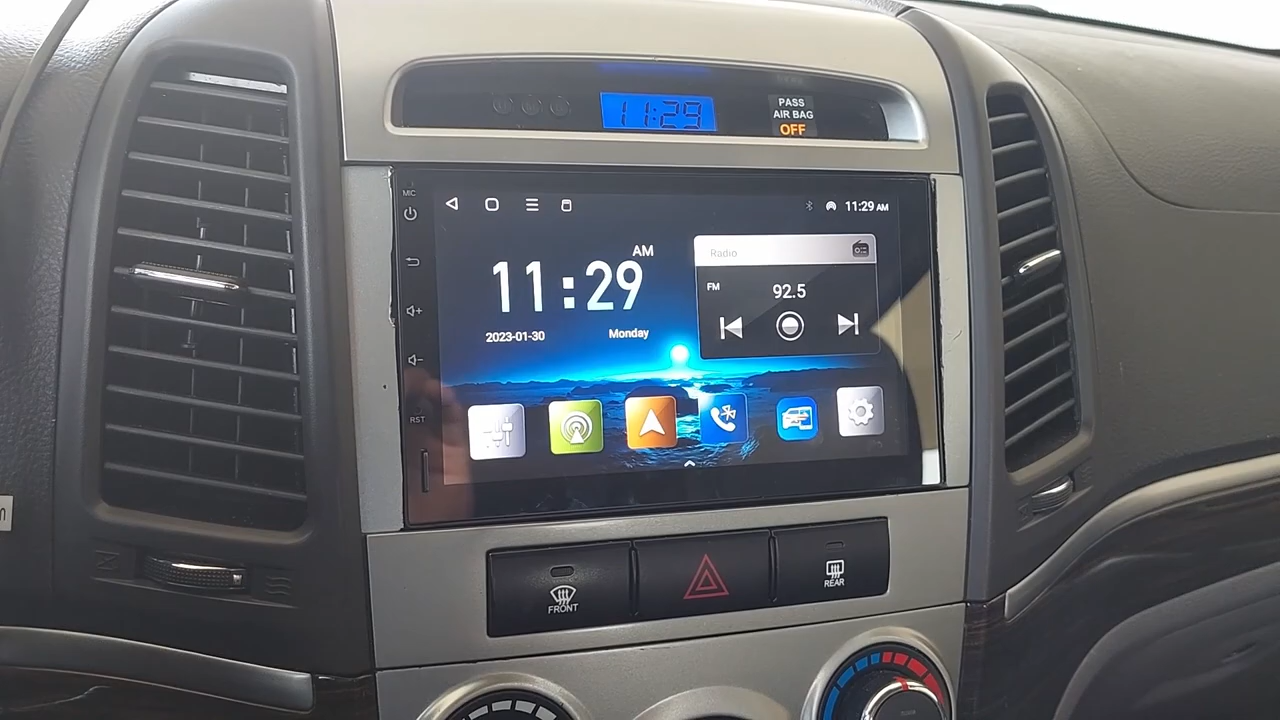 11:29
PASS
AIR BAG
OFF
MIC
11:29 AM
AM
11:29
2023-01-30 Monday
Radio
FM
92.5
RST
FRONT
REAR